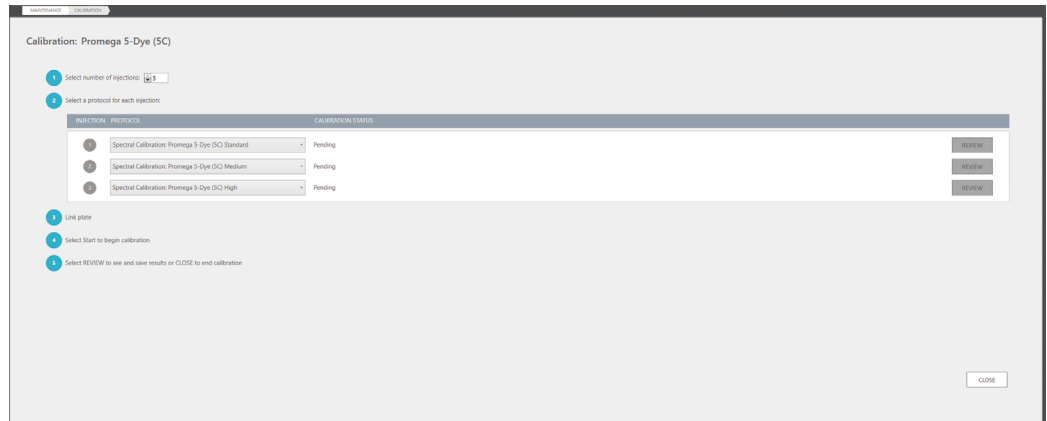 MAINTENANCE CALIBRATION
Calibration: Promega 5-Dye (5C)
1 Select number of injections: 3
2 Select a protocol for each injection:
INJECTION PROTOCOL CALIBRATION STATUS
1 Spectral Calibration: Promega 5-Dye (5C) Standard Pending REVIEW
2 Spectral Calibration: Promega 5-Dye (5C) Medium Pending REVIEW
3 Spectral Calibration: Promega 5-Dye (5C) High Pending REVIEW
3 Link plate
4 Select Start to begin calibration
5 Select REVIEW to see and save results or CLOSE to end calibration
CLOSE